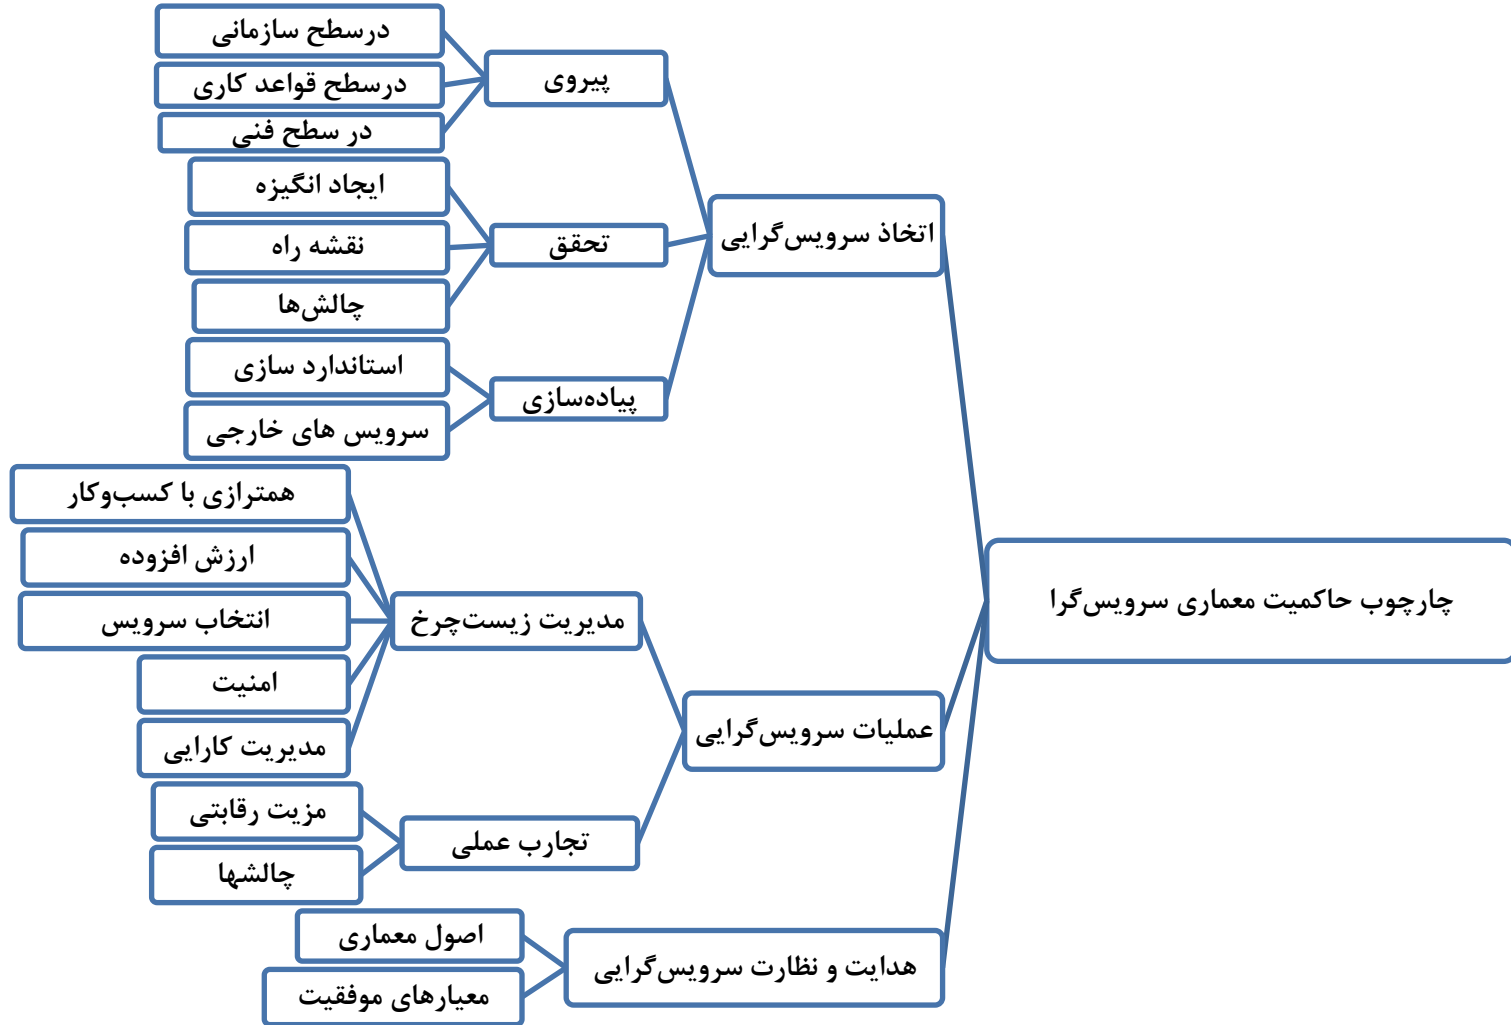 چارچوب حاکمیت معماری سرویس‌گرا
اتخاذ سرویس‌گرایی
پیروی
درسطح سازمانی
درسطح قواعد کاری
در سطح فنی
تحقق
ایجاد انگیزه
نقشه راه
چالش‌ها
پیاده‌سازی
استاندارد سازی
سرویس های خارجی
عملیات سرویس‌گرایی
مدیریت زیست‌چرخ
همترازی با کسب‌وکار
ارزش افزوده
انتخاب سرویس
امنیت
مدیریت کارایی
تجارب عملی
مزیت رقابتی
چالشها
هدایت و نظارت سرویس‌گرایی
اصول معماری
معیارهای موفقیت